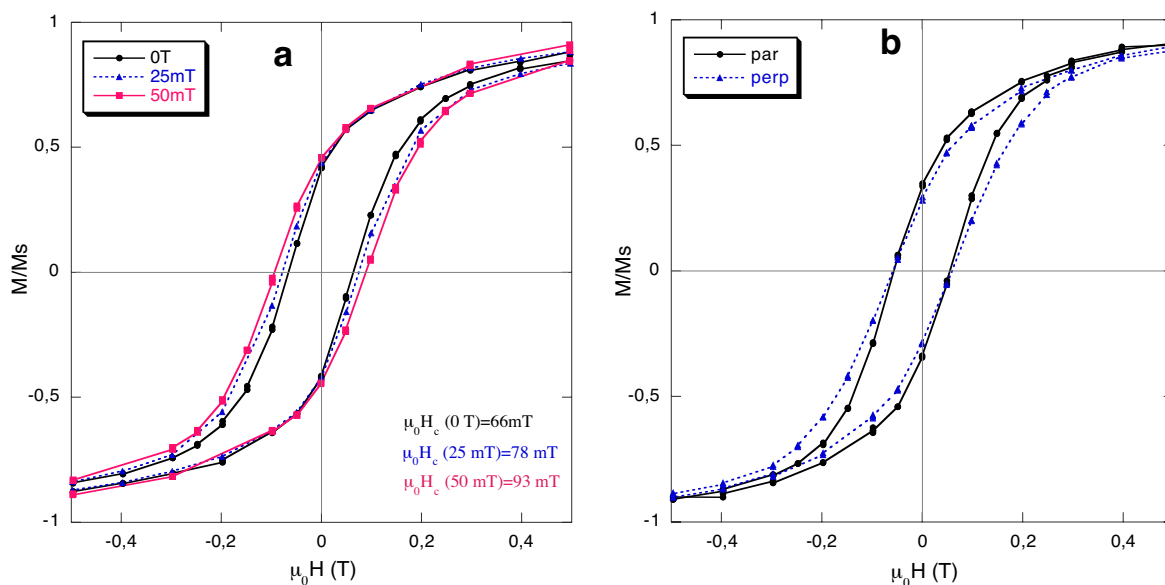 a
0T
25mT
50mT
M/Ms
1
0.5
0
-0.5
-1
-0,4
-0,2
0
0,2
0,4
μ0H (T)
μ0Hc (0 T)=66mT
μ0Hc (25 mT)=78 mT
μ0Hc (50 mT)=93 mT
b
par
perp
M/Ms
1
0.5
0
-0.5
-1
-0,4
-0,2
0
0,2
0,4
μ0H (T)